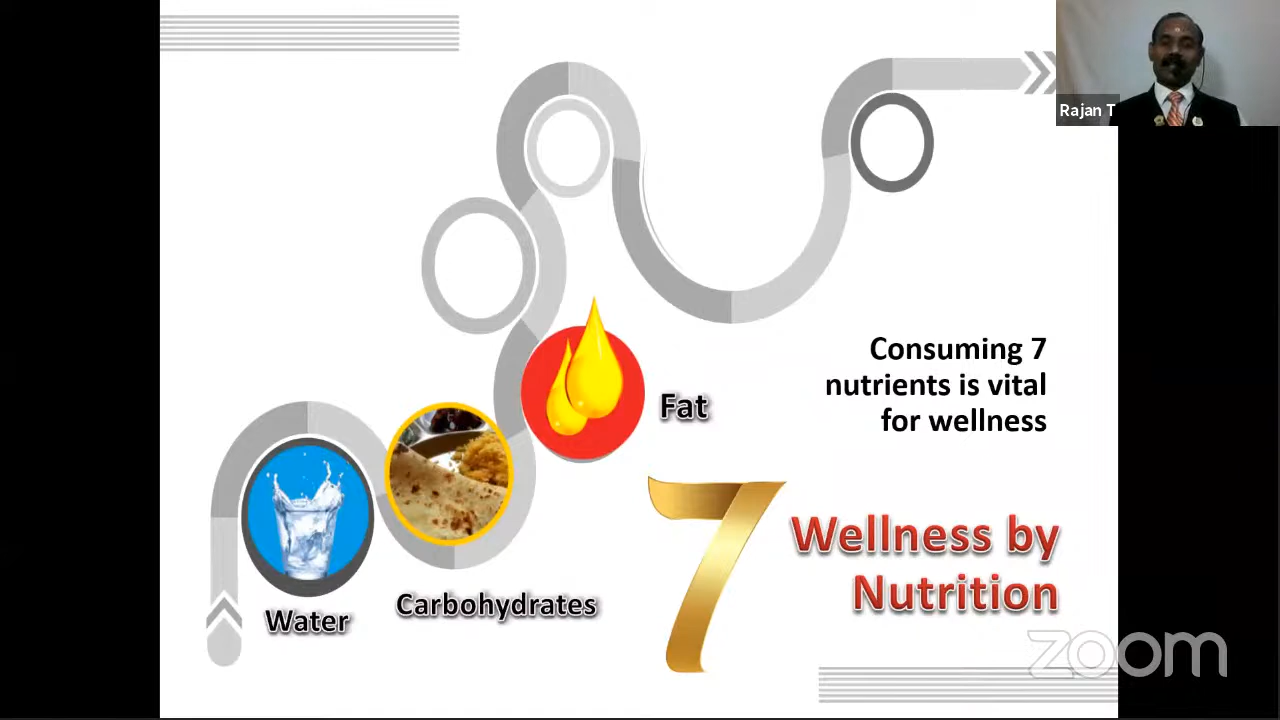 Rajan T
Fat
Consuming 7
nutrients is vital
for wellness
7
Wellness by
Nutrition
Carbohydrates
Water
zoom